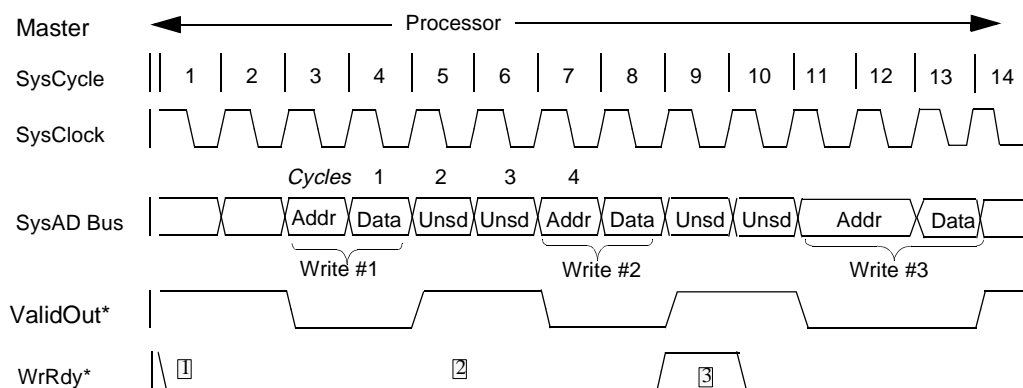 Master Processor
SysCycle 1 2 3 4 5 6 7 8 9 10 11 12 13 14
SysClock
Cycles 1 2 3 4
SysAD Bus Addr Data Unsd Unsd Addr Data Unsd Unsd Addr Data
Write #1 Write #2 Write #3
ValidOut*
WrRdy* 1 2 3